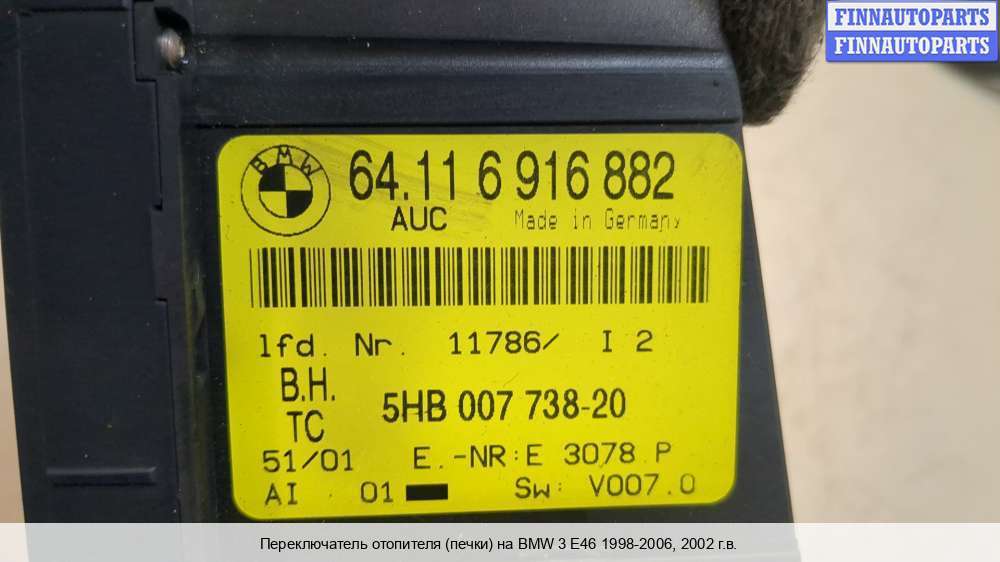 FINNAUTOPARTS
FINNAUTOPARTS
BMW
64.11 6 916 882
AUC Made in Germany
lfd. Nr. 11786/ I 2
B.H.
TC
5HB 007 738-20
51/01 E.-NR:E 3078 P
AI 01 Sw: V007.0
Переключатель отопителя (печки) на BMW 3 E46 1998-2006, 2002 г.в.